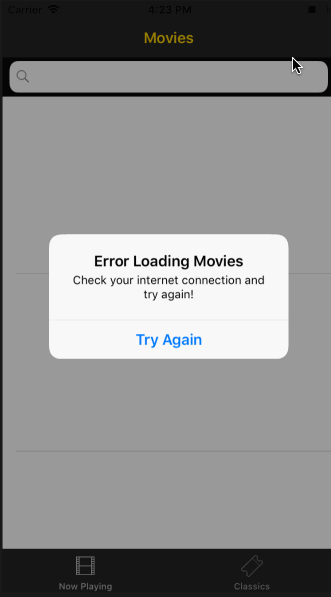 Carrier 4:23 PM
Movies
Error Loading Movies
Check your internet connection and
try again!
Try Again
Now Playing Classics